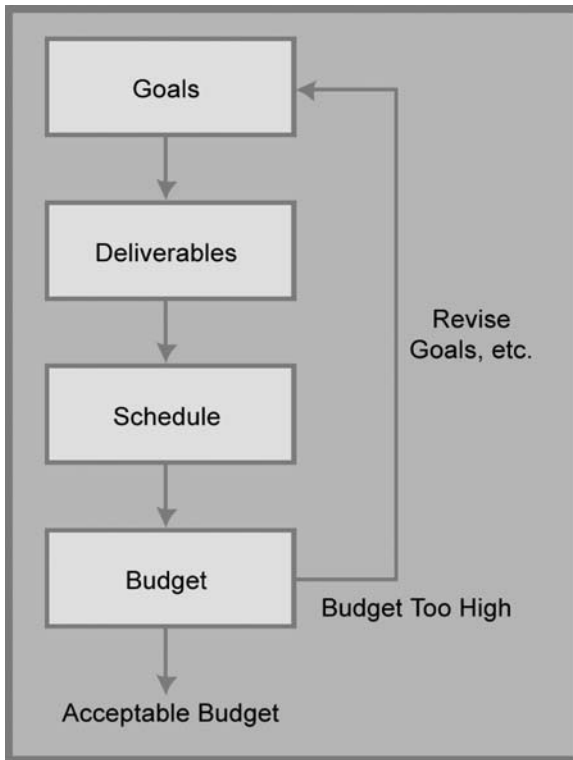 Goals
Deliverables
Revise
Goals, etc.
Schedule
Budget
Budget Too High
Acceptable Budget